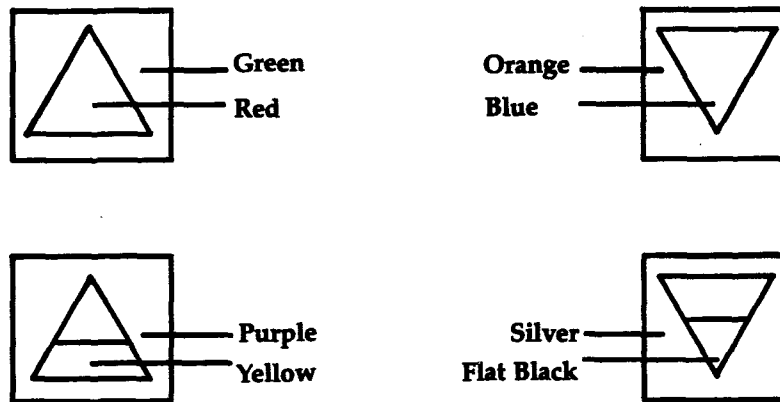 Green
Red
Orange
Blue
Purple
Yellow
Silver
Flat Black